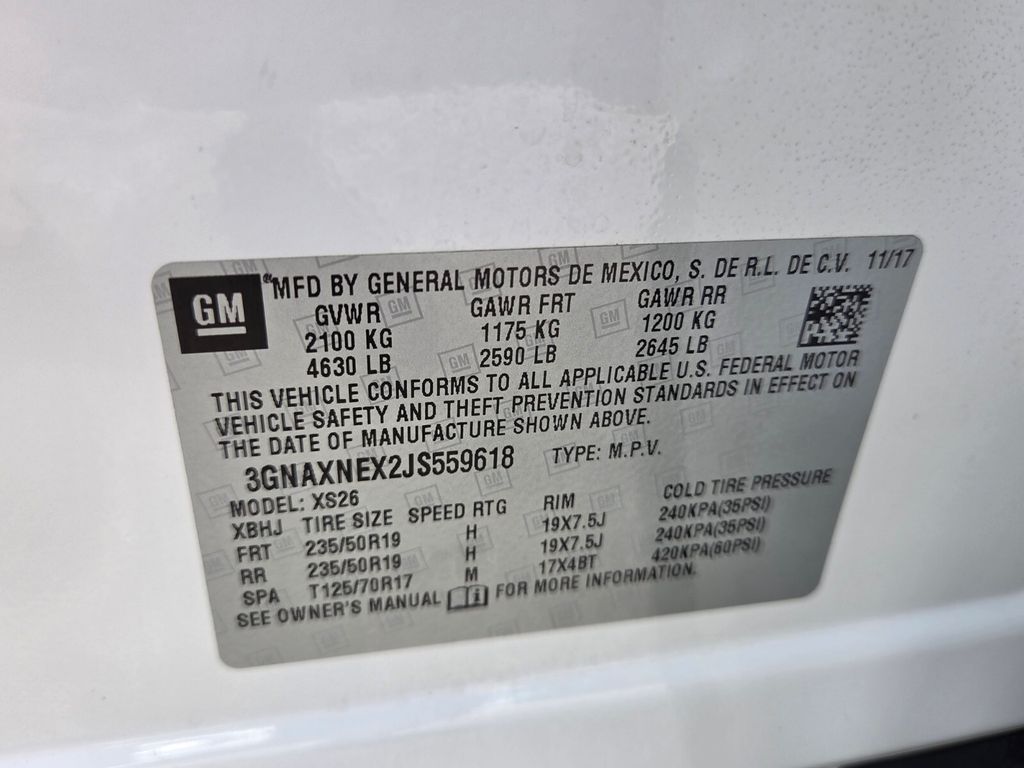 GM
MFD BY GENERAL MOTORS DE MEXICO, S. DE R.L. DE C.V. 11/17
GVWR GAWR FRT GAWR RR
2100 KG 1175 KG 1200 KG
4630 LB 2590 LB 2645 LB
THIS VEHICLE CONFORMS TO ALL APPLICABLE U.S. FEDERAL MOTOR
VEHICLE SAFETY AND THEFT PREVENTION STANDARDS IN EFFECT ON
THE DATE OF MANUFACTURE SHOWN ABOVE.
3GNAXNEX2JS559618 TYPE: M.P.V.
MODEL: XS26
XBHJ TIRE SIZE SPEED RTG RIM COLD TIRE PRESSURE
FRT 235/50R19 H 19X7.5J 240KPA(35PSI)
RR 235/50R19 H 19X7.5J 240KPA(35PSI)
SPA T125/70R17 M 17X4BT 420KPA(60PSI)
SEE OWNER'S MANUAL FOR MORE INFORMATION.